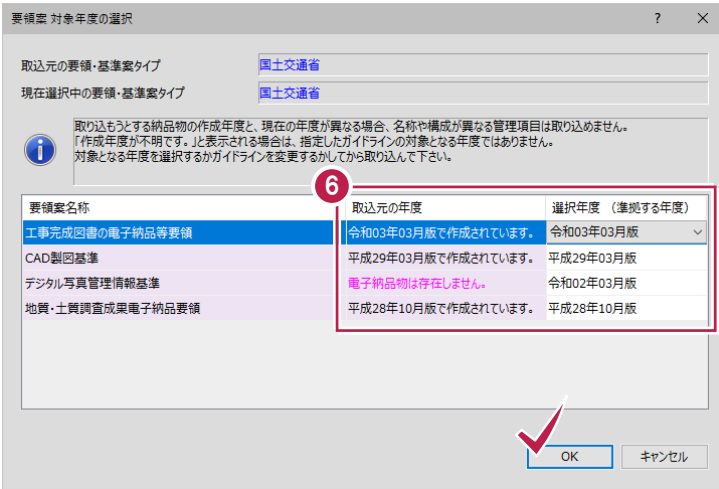 要領案 対象年度の選択 ? ×
取込元の要領・基準案タイプ 国土交通省
現在選択中の要領・基準案タイプ 国土交通省
取り込もうとする納品物の作成年度と、現在の年度が異なる場合、名称や構成が異なる管理項目は取り込めません。
「作成年度が不明です。」と表示される場合は、指定したガイドラインの対象となる年度ではありません。
対象となる年度を選択するかガイドラインを変更するかしてから取り込んで下さい。
6
要領案名称 取込元の年度 選択年度 (準拠する年度)
工事完成図書の電子納品等要領 令和03年03月版で作成されています。 令和03年03月版
CAD製図基準 平成29年03月版で作成されています。 平成29年03月版
デジタル写真管理情報基準 電子納品物は存在しません。 令和02年03月版
地質・土質調査成果電子納品要領 平成28年10月版で作成されています。 平成28年10月版
OK キャンセル